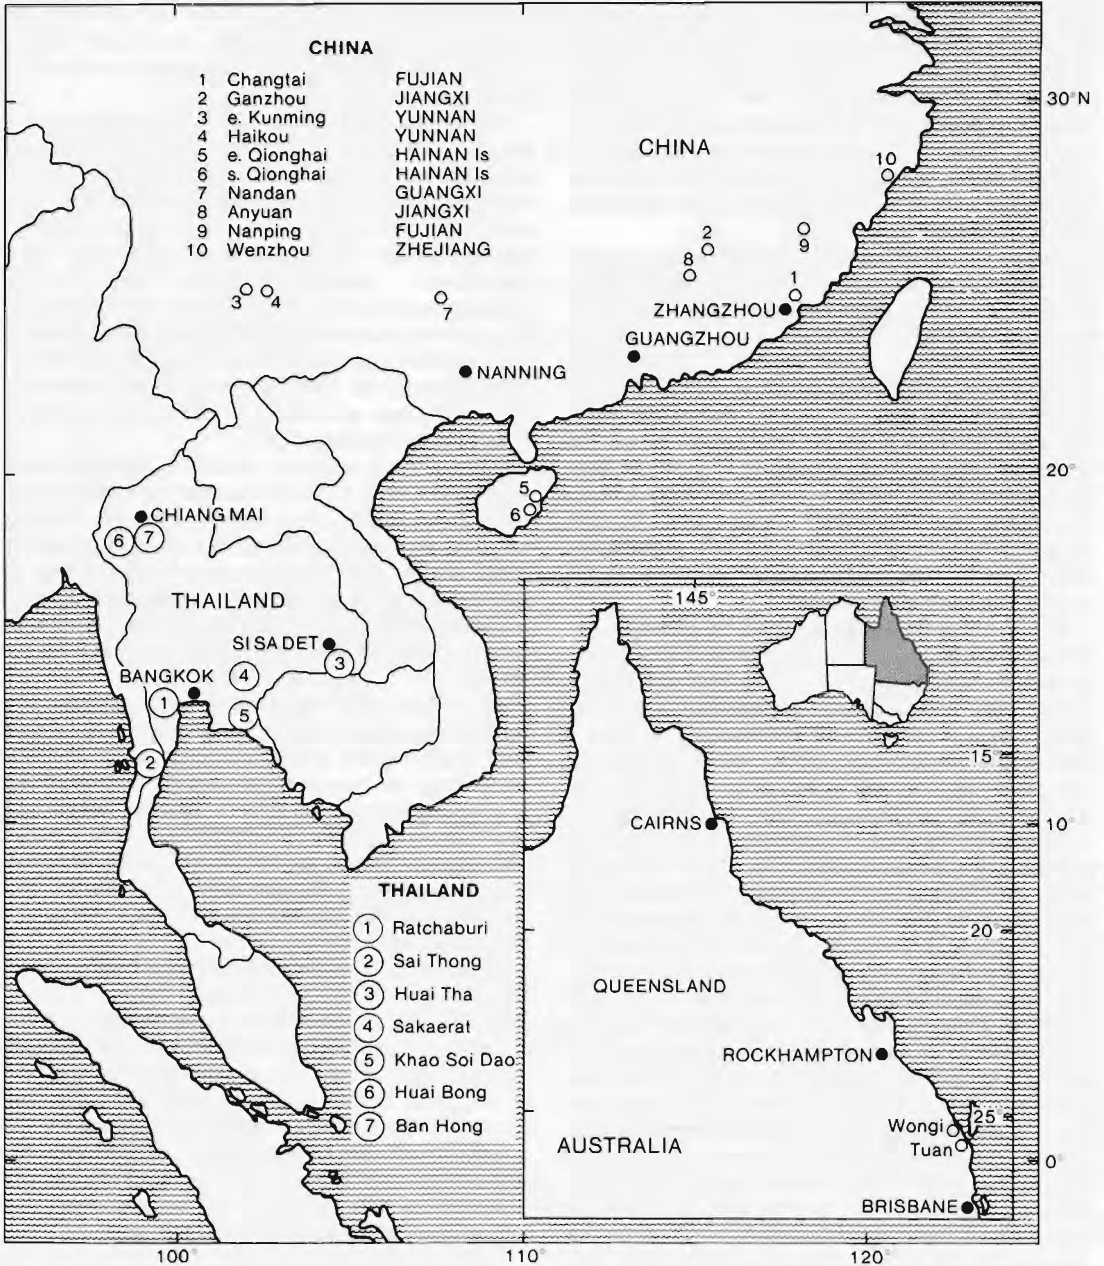 CHINA
1 Changtai FUJIAN
2 Ganzhou JIANGXI
3 e. Kunming YUNNAN
4 Haikou YUNNAN
5 e. Qionghai HAINAN Is
6 s. Qionghai HAINAN Is
7 Nandan GUANGXI
8 Anyuan JIANGXI
9 Nanping FUJIAN
10 Wenzhou ZHEJIANG
30°N
CHINA
10
2
9
8
1
3
4
7
ZHANGZHOU
GUANGZHOU
NANNING
20°
5
6
CHIANG MAI
6
7
THAILAND
SISADET
3
4
BANGKOK
1
5
2
145°
15°
CAIRNS
10°
THAILAND
1 Ratchaburi
2 Sai Thong
3 Huai Tha
4 Sakaerat
5 Khao Soi Dao
6 Huai Bong
7 Ban Hong
20°
QUEENSLAND
ROCKHAMPTON
25°
Wongi
Tuan
AUSTRALIA
0°
BRISBANE
100°
110°
120°